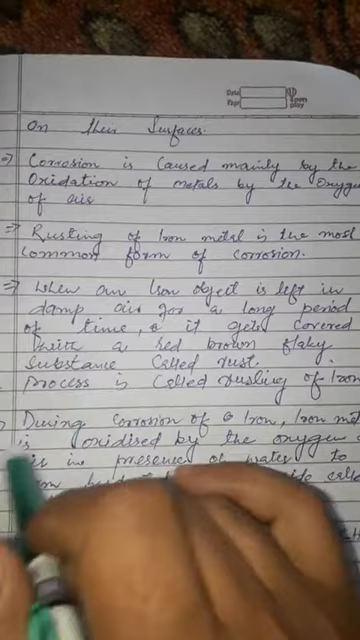 Date
Page
On their Surfaces.
⇒ Corrosion is Caused mainly by the
Oxidation of metals by the Oxygen
of air
⇒ Rusting of Iron metal is the most
common form of corrosion.
⇒ When an Iron object is left in
damp air for a long period
of time, it gets Covered
with a red brown flaky
Substance Called rust.
Process is Called rusting of Iron
During corrosion of Iron, Iron
is oxidised by the oxygen
in presence of water to